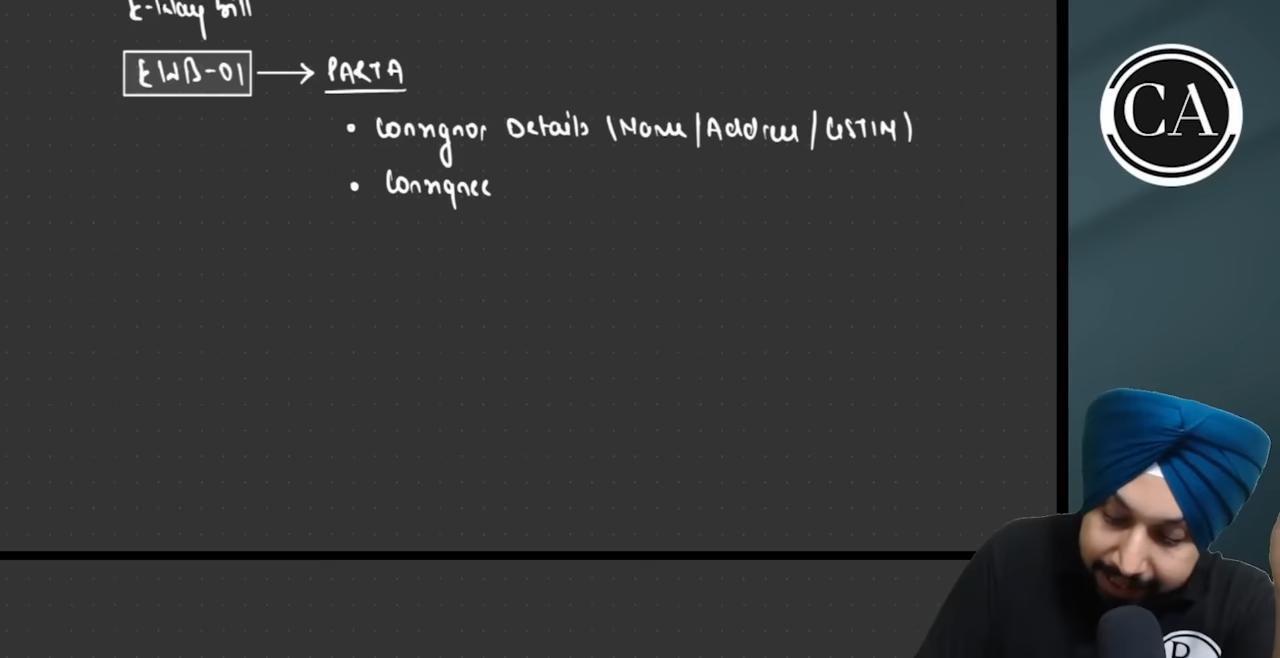 E-Way bill
EWB-01 → PART A
• Consignor Details (Name/Address/GSTIN)
• Consignee
CA
P